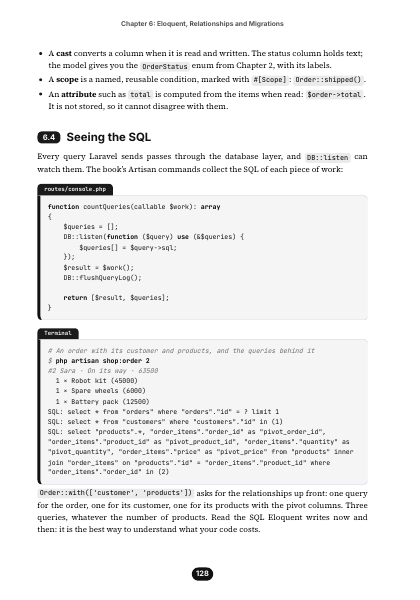 Chapter 6: Eloquent, Relationships and Migrations
• A cast converts a column when it is read and written. The status column holds text;
the model gives you the OrderStatus enum from Chapter 2, with its labels.
• A scope is a named, reusable condition, marked with #[Scope]: Order::shipped().
• An attribute such as total is computed from the items when read: $order->total.
It is not stored, so it cannot disagree with them.
6.4 Seeing the SQL
Every query Laravel sends passes through the database layer, and DB::listen can
watch them. The book's Artisan commands collect the SQL of each piece of work:
routes/console.php
function countQueries(callable $work): array
{
    $queries = [];
    DB::listen(function ($query) use (&$queries) {
        $queries[] = $query->sql;
    });
    $result = $work();
    DB::flushQueryLog();
    return [$result, $queries];
}
Terminal
# An order with its customer and products, and the queries behind it
$ php artisan shop:order 2
#2 Sara - On its way - 63500
  1 × Robot kit (45000)
  1 × Spare wheels (6000)
  1 × Battery pack (12500)
SQL: select * from "orders" where "orders"."id" = ? limit 1
SQL: select * from "customers" where "customers"."id" in (1)
SQL: select "products".*, "order_items"."order_id" as "pivot_order_id",
"order_items"."product_id" as "pivot_product_id", "order_items"."quantity" as
"pivot_quantity", "order_items"."price" as "pivot_price" from "products" inner
join "order_items" on "products"."id" = "order_items"."product_id" where
"order_items"."order_id" in (2)
Order::with(['customer', 'products']) asks for the relationships up front: one query
for the order, one for its customer, one for its products with the pivot columns. Three
queries, whatever the number of products. Read the SQL Eloquent writes now and
then: it is the best way to understand what your code costs.
128